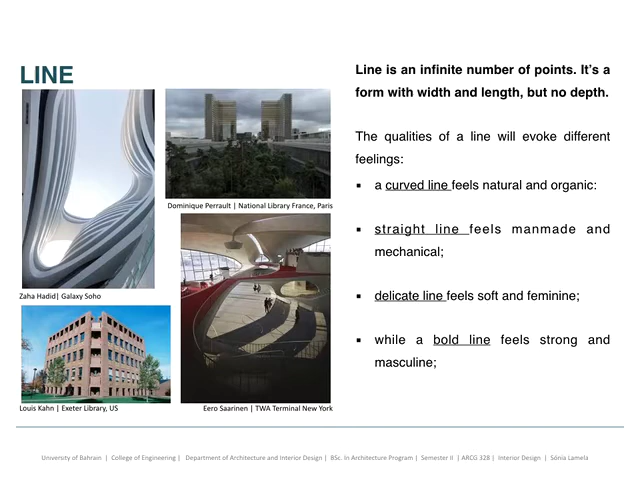 LINE
Line is an infinite number of points. It's a
form with width and length, but no depth.
The qualities of a line will evoke different
feelings:
▪ a curved line feels natural and organic:
▪ straight line feels manmade and
mechanical;
▪ delicate line feels soft and feminine;
▪ while a bold line feels strong and
masculine;
Dominique Perrault | National Library France, Paris
Zaha Hadid| Galaxy Soho
Louis Kahn | Exeter Library, US
Eero Saarinen | TWA Terminal New York
University of Bahrain | College of Engineering | Department of Architecture and Interior Design | BSc. In Architecture Program | Semester II | ARCG 328 | Interior Design | Sónia Lamela